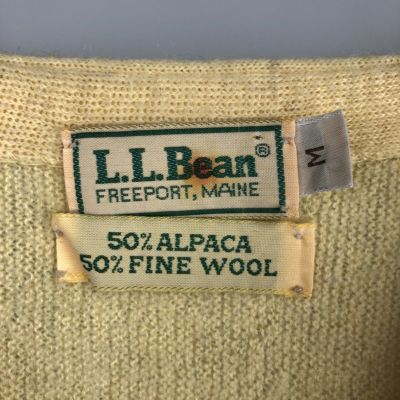 L.L.Bean®
FREEPORT, MAINE
M
50% ALPACA
50% FINE WOOL